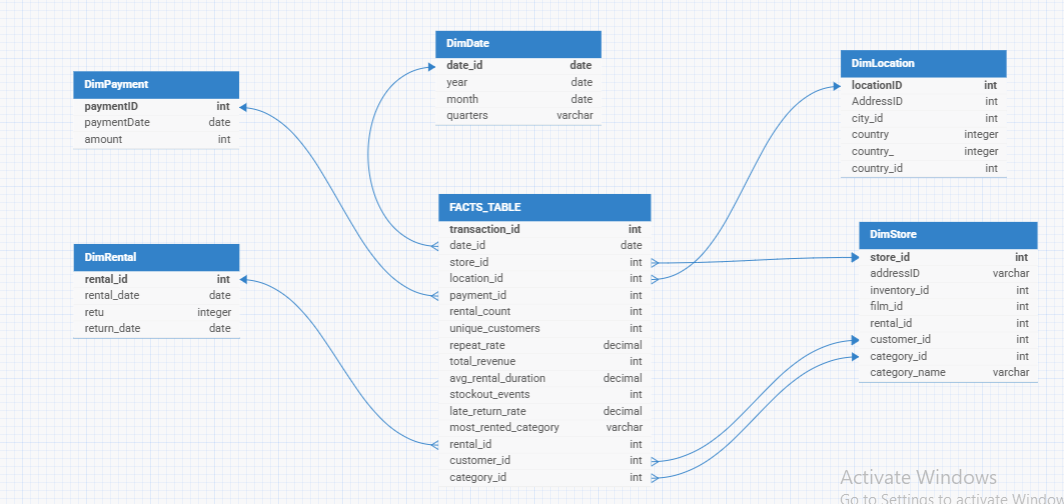 DimPayment
paymentID int
paymentDate date
amount int
DimDate
date_id date
year date
month date
quarters varchar
DimLocation
locationID int
AddressID int
city_id int
country integer
country_ integer
country_id int
DimRental
rental_id int
rental_date date
retu integer
return_date date
FACTS_TABLE
transaction_id int
date_id date
store_id int
location_id int
payment_id int
rental_count int
unique_customers int
repeat_rate decimal
total_revenue int
avg_rental_duration decimal
stockout_events int
late_return_rate decimal
most_rented_category varchar
rental_id int
customer_id int
category_id int
DimStore
store_id int
addressID varchar
inventory_id int
film_id int
rental_id int
customer_id int
category_id int
category_name varchar
Activate Windows
Go to Settings to activate Window